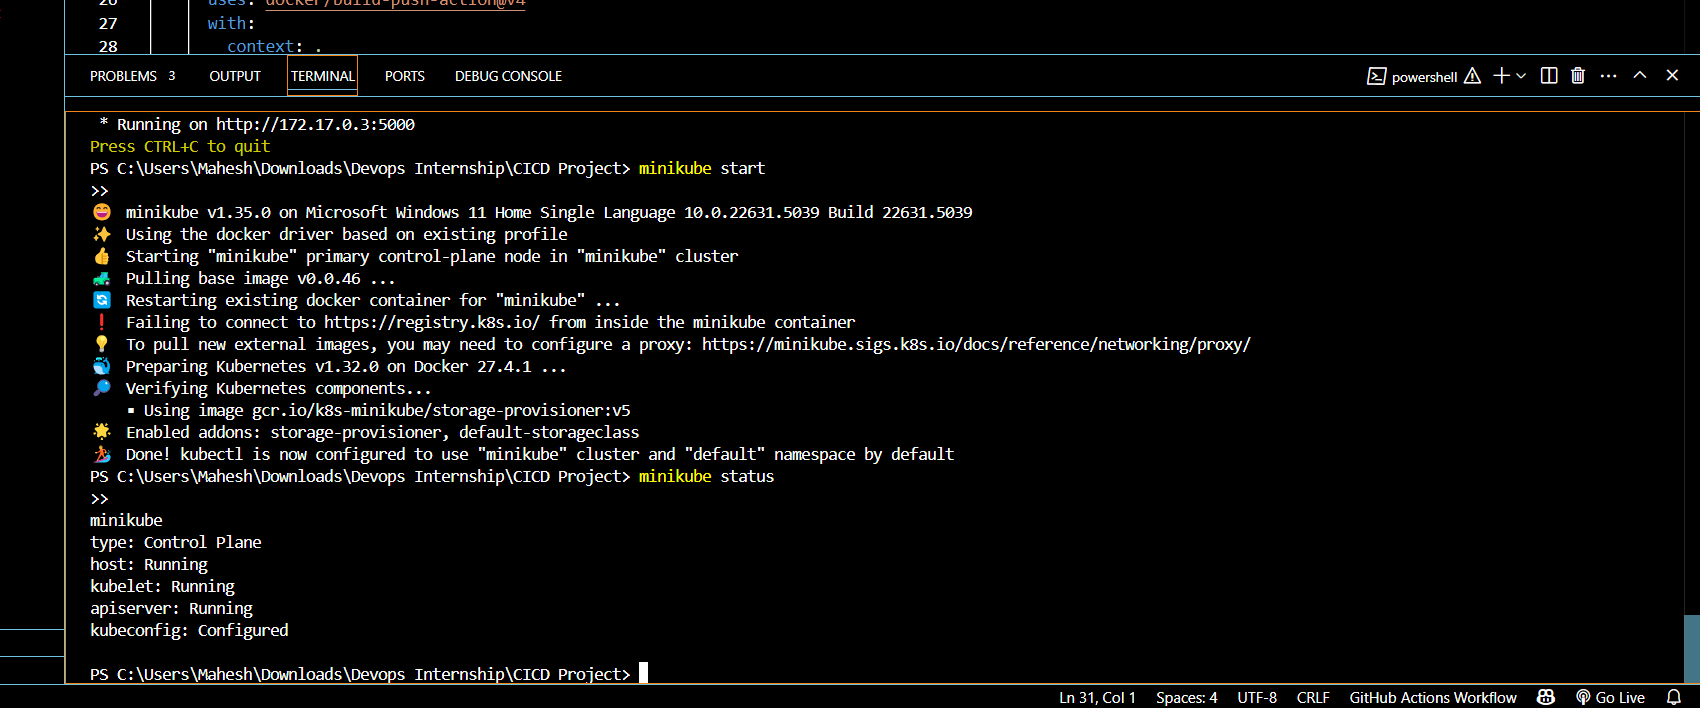 26 uses: docker/build-push-action@v4
27 with:
28 context: .
PROBLEMS 3 OUTPUT TERMINAL PORTS DEBUG CONSOLE powershell
* Running on http://172.17.0.3:5000
Press CTRL+C to quit
PS C:\Users\Mahesh\Downloads\Devops Internship\CICD Project> minikube start
>>
minikube v1.35.0 on Microsoft Windows 11 Home Single Language 10.0.22631.5039 Build 22631.5039
Using the docker driver based on existing profile
Starting "minikube" primary control-plane node in "minikube" cluster
Pulling base image v0.0.46 ...
Restarting existing docker container for "minikube" ...
Failing to connect to https://registry.k8s.io/ from inside the minikube container
To pull new external images, you may need to configure a proxy: https://minikube.sigs.k8s.io/docs/reference/networking/proxy/
Preparing Kubernetes v1.32.0 on Docker 27.4.1 ...
Verifying Kubernetes components...
▪ Using image gcr.io/k8s-minikube/storage-provisioner:v5
Enabled addons: storage-provisioner, default-storageclass
Done! kubectl is now configured to use "minikube" cluster and "default" namespace by default
PS C:\Users\Mahesh\Downloads\Devops Internship\CICD Project> minikube status
>>
minikube
type: Control Plane
host: Running
kubelet: Running
apiserver: Running
kubeconfig: Configured
PS C:\Users\Mahesh\Downloads\Devops Internship\CICD Project>
Ln 31, Col 1 Spaces: 4 UTF-8 CRLF GitHub Actions Workflow Go Live